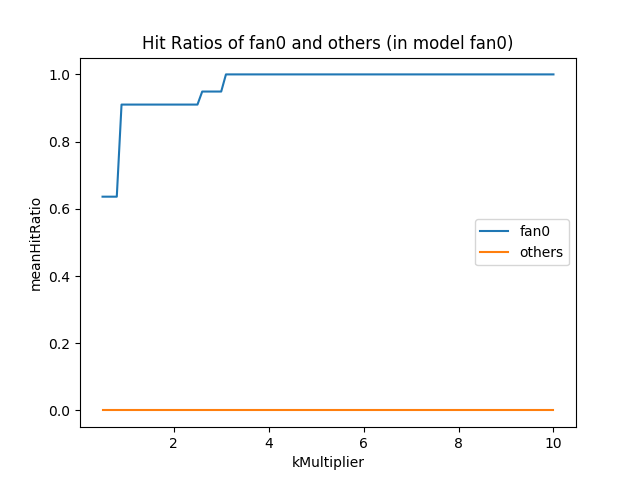 Hit Ratios of fan0 and others (in model fan0)
1.0
0.8
0.6
0.4
0.2
0.0
meanHitRatio
fan0
others
2
4
6
8
10
kMultiplier